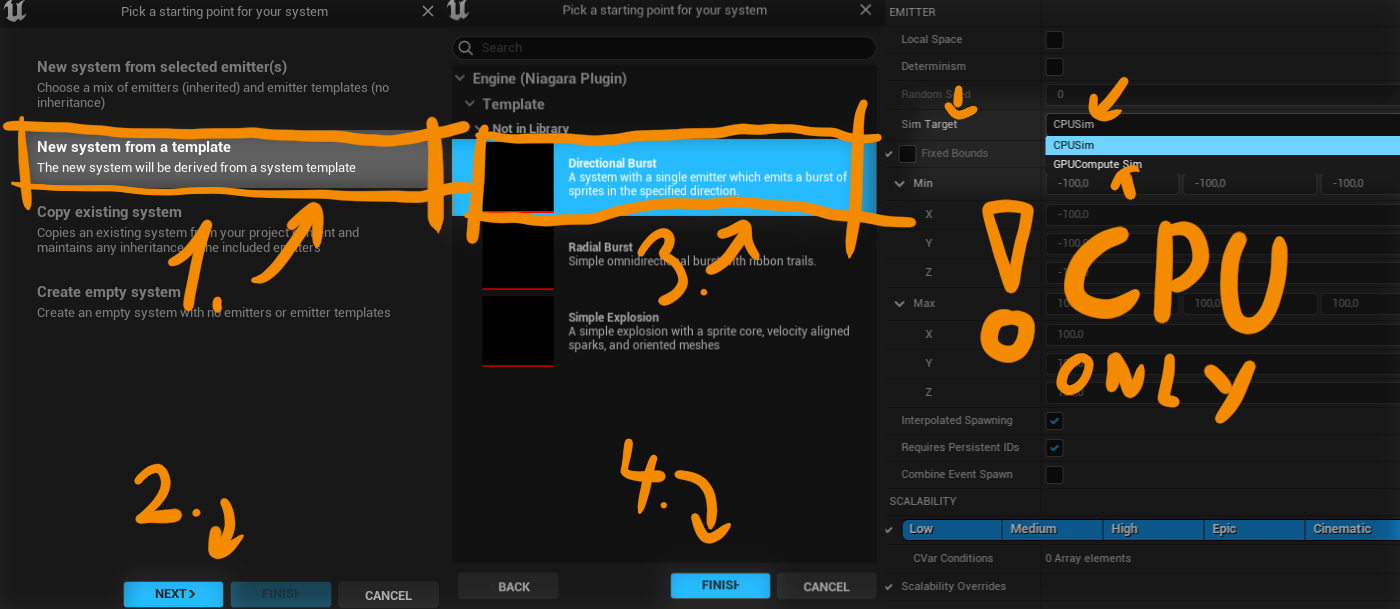 Pick a starting point for your system
New system from selected emitter(s)
Choose a mix of emitters (inherited) and emitter templates (no
inheritance)
New system from a template
The new system will be derived from a system template
Copy existing system
Copies an existing system from your project and
maintains any inheritance included emitters
Create empty system
Create an empty system with no emitters or emitter templates
1.
2.
NEXT
FINISH
CANCEL
Pick a starting point for your system
Search
Engine (Niagara Plugin)
Template
Not in Library
Directional Burst
A system with a single emitter which emits a burst of
sprites in the specified direction.
Radial Burst
Simple omnidirectional burst with ribbon trails.
Simple Explosion
A simple explosion with a sprite core, velocity aligned
sparks, and oriented meshes
3.
4.
BACK
FINISH
CANCEL
EMITTER
Local Space
Determinism
Random Seed 0
Sim Target CPUSim
CPUSim
GPUCompute Sim
Fixed Bounds
Min -100,0 -100,0 -100,0
X -100,0
Y -100,0
Z
Max 100,0 100,0
X 100,0
Y
Z
! CPU
ONLY
Interpolated Spawning
Requires Persistent IDs
Combine Event Spawn
SCALABILITY
Low Medium High Epic Cinematic
CVar Conditions 0 Array elements
Scalability Overrides